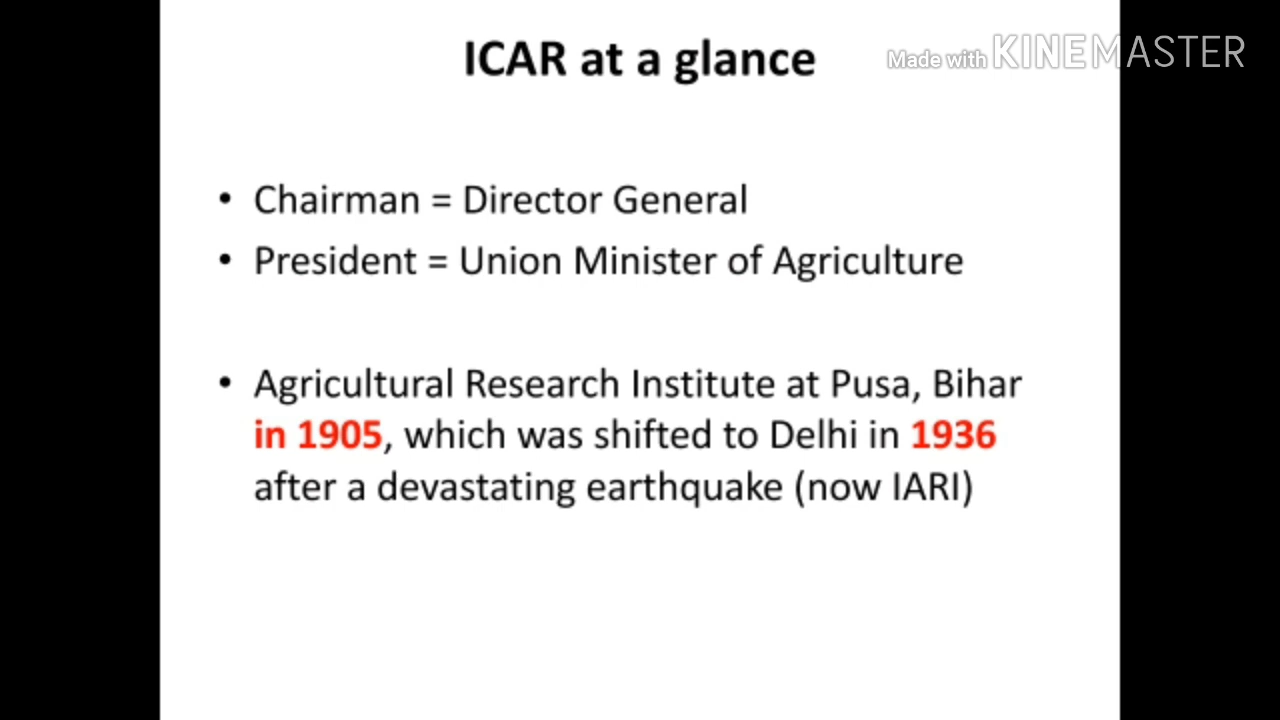 ICAR at a glance
Made with KINEMASTER
• Chairman = Director General
• President = Union Minister of Agriculture
• Agricultural Research Institute at Pusa, Bihar
in 1905, which was shifted to Delhi in 1936
after a devastating earthquake (now IARI)